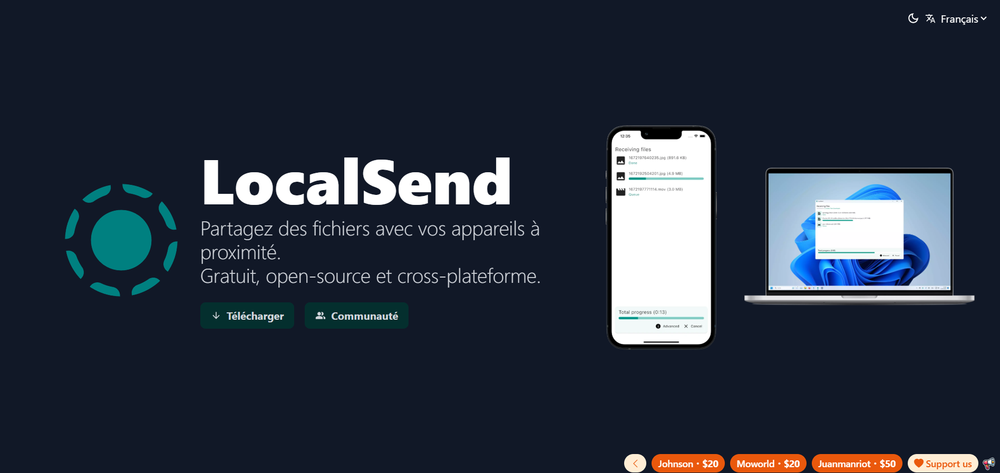 Français
LocalSend
Partagez des fichiers avec vos appareils à
proximité.
Gratuit, open-source et cross-plateforme.
Télécharger
Communauté
12:35
Receiving files
1672197640235.jpg (891.6 KB)
Done
1672192504201.jpg (4.9 MB)
1672197771114.mov (3.0 MB)
Queue
Total progress (0:13)
Advanced
Cancel
Receiving files
Johnson · $20
Moworld · $20
Juanmanriot · $50
Support us